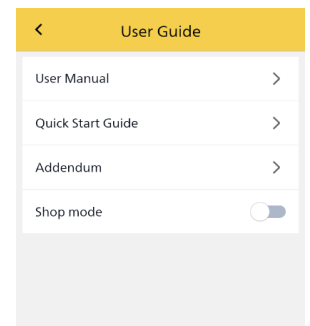 User Guide
User Manual
Quick Start Guide
Addendum
Shop mode